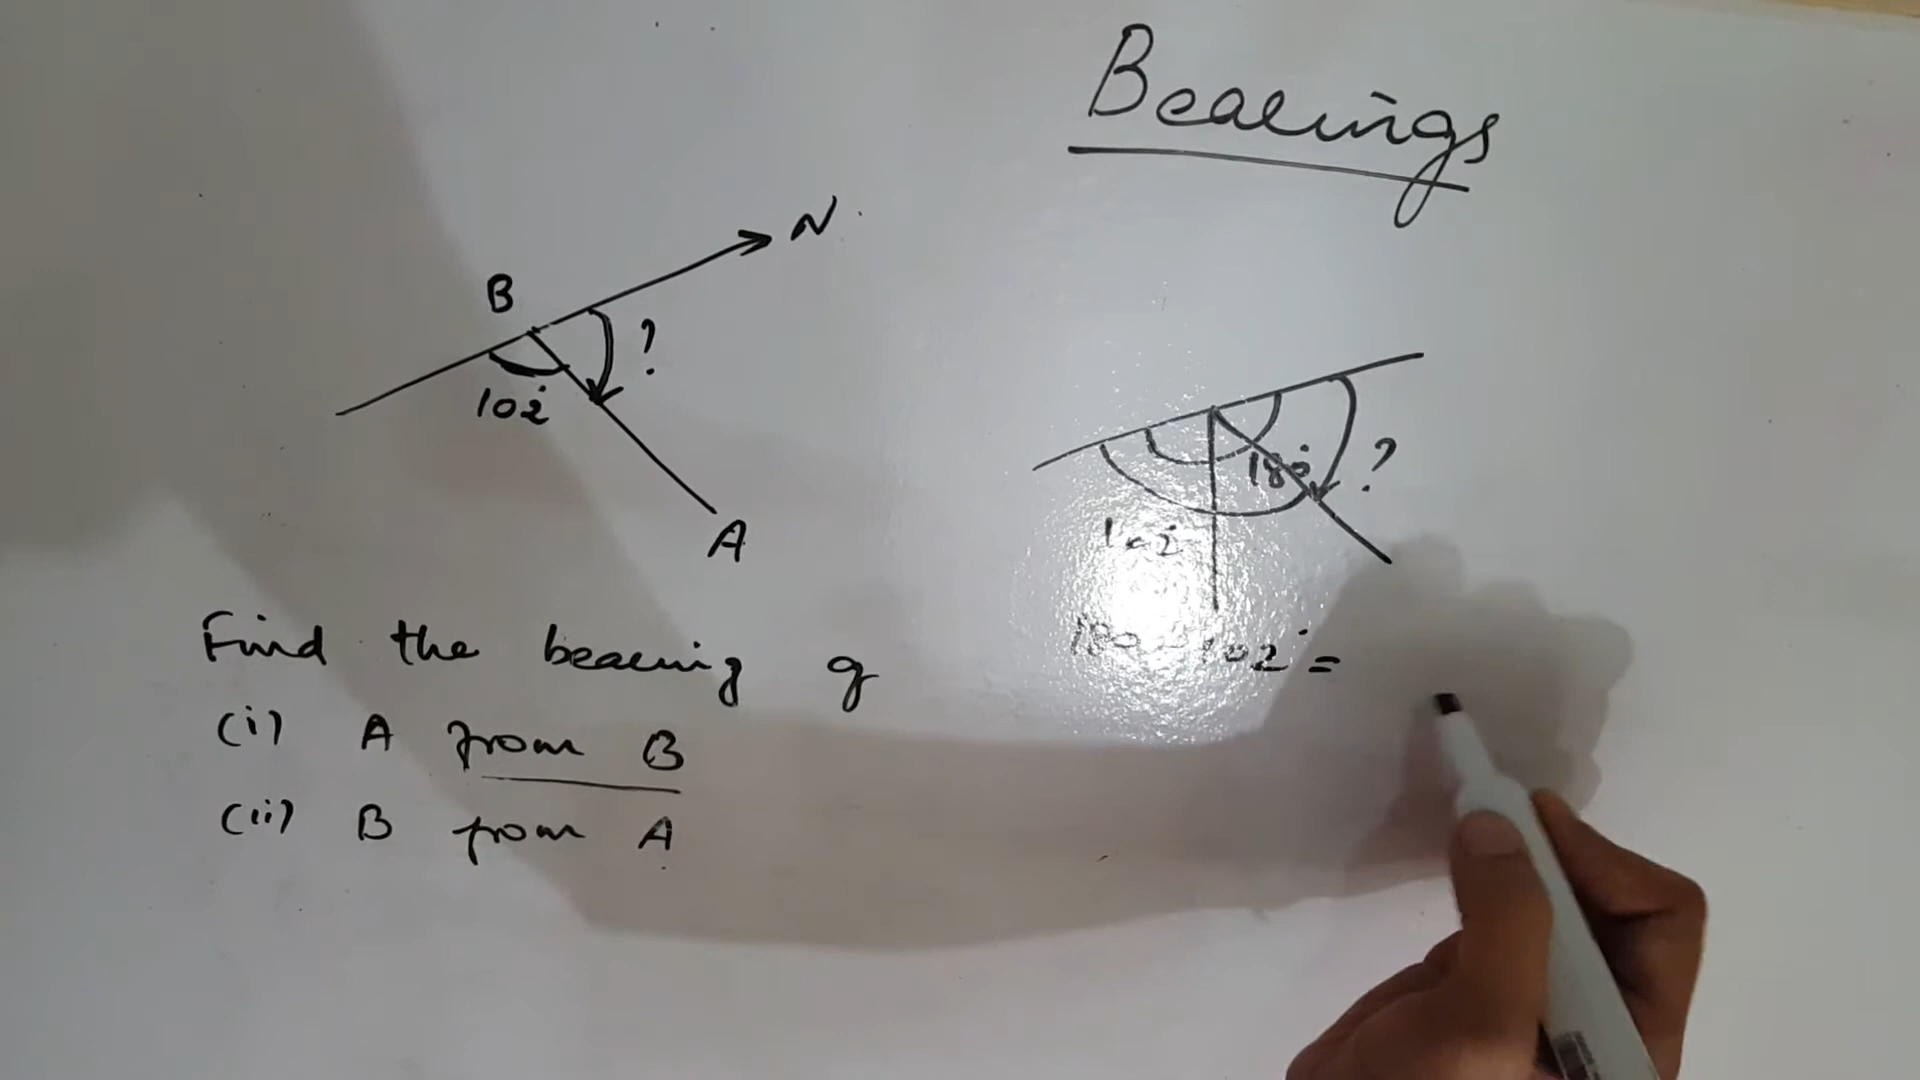 Bearings
N
B
?
102°
A
180°
?
102°
180° - 102° =
Find the bearing of
(i) A from B
(ii) B from A